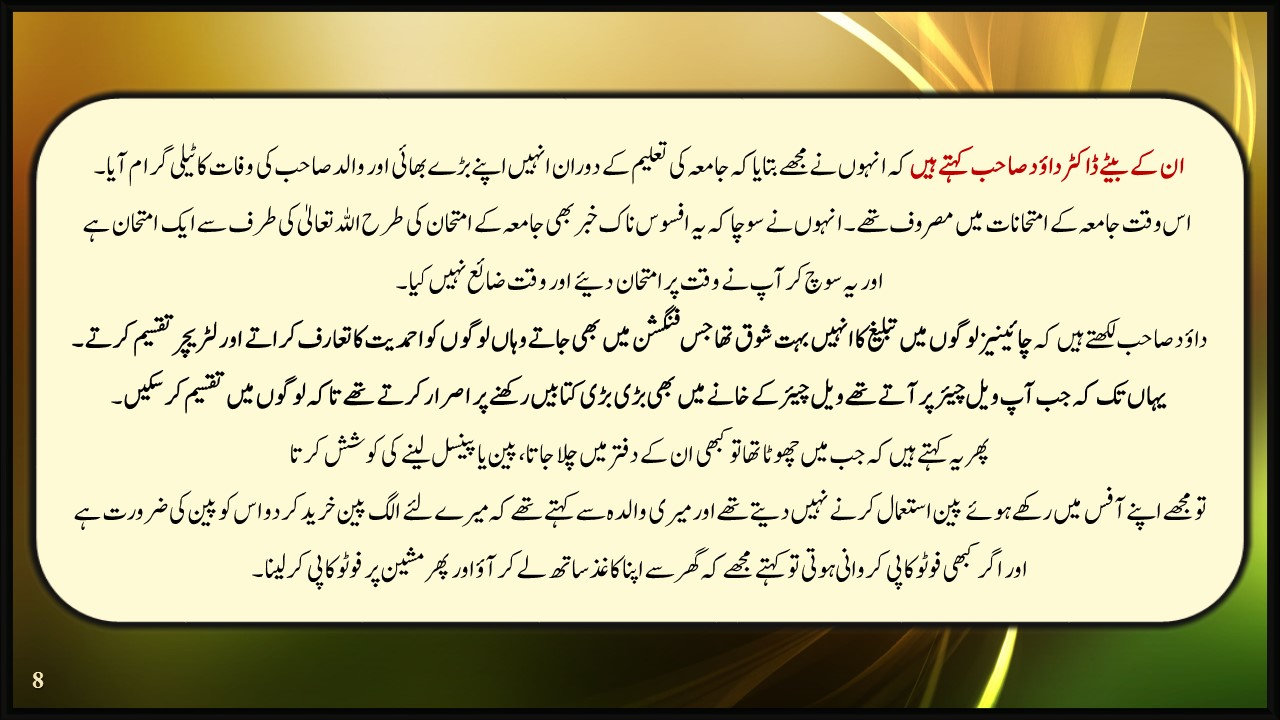 ان کے بیٹے ڈاکٹر داؤد صاحب کہتے ہیں کہ انہوں نے مجھے بتایا کہ جامعہ کی تعلیم کے دوران انہیں اپنے بڑے بھائی اور والد صاحب کی وفات کا ٹیلی گرام آیا۔
اس وقت جامعہ کے امتحانات میں مصروف تھے۔ انہوں نے سوچا کہ یہ افسوس ناک خبر بھی جامعہ کے امتحان کی طرح اللہ تعالیٰ کی طرف سے ایک امتحان ہے
اور یہ سوچ کر آپ نے وقت پر امتحان دیئے اور وقت ضائع نہیں کیا۔
داؤد صاحب لکھتے ہیں کہ چائینیز لوگوں میں تبلیغ کا انہیں بہت شوق تھا جس فنگشن میں بھی جاتے وہاں لوگوں کو احمدیت کا تعارف کراتے اور لٹریچر تقسیم کرتے۔
یہاں تک کہ جب آپ ویل چیئر پر آتے تھے ویل چیئر کے خانے میں بھی بڑی بڑی کتابیں رکھنے پر اصرار کرتے تھے تاکہ لوگوں میں تقسیم کر سکیں۔
پھر یہ کہتے ہیں کہ جب میں چھوٹا تھا تو کبھی ان کے دفتر میں چلا جاتا، پین یا پینسل لینے کی کوشش کرتا
تو مجھے اپنے آفس میں رکھے ہوئے پین استعمال کرنے نہیں دیتے تھے اور میری والدہ سے کہتے تھے کہ میرے لئے الگ پین خرید کر دو اس کو پین کی ضرورت ہے
اور اگر کبھی فوٹو کاپی کروانی ہوتی تو کہتے مجھے کہ گھر سے اپنا کاغذ ساتھ لے کر آؤ اور پھر مشین پر فوٹو کاپی کر لینا۔
8